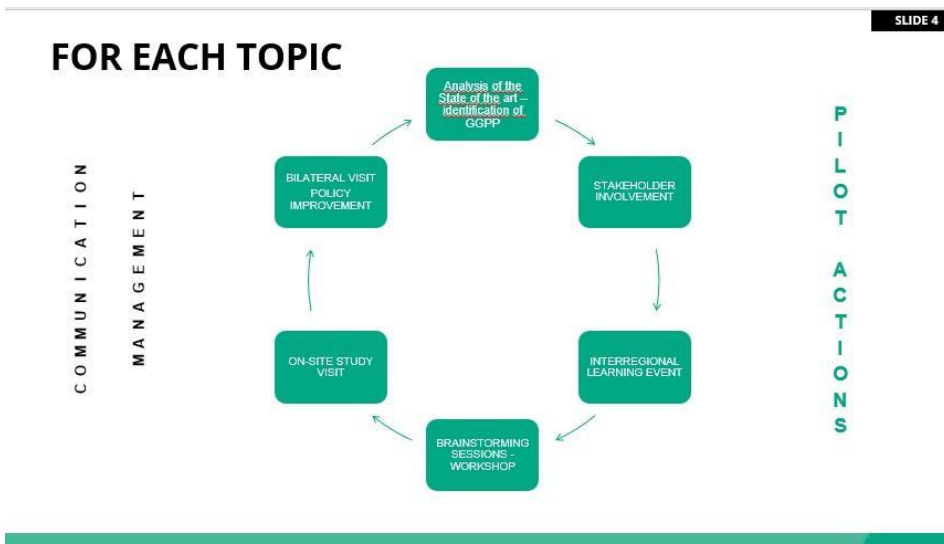 SLIDE 4
FOR EACH TOPIC
Analysis of the
State of the art –
identification of
GGPP
STAKEHOLDER
INVOLVEMENT
INTERREGIONAL
LEARNING EVENT
BRAINSTORMING
SESSIONS -
WORKSHOP
ON-SITE STUDY
VISIT
BILATERAL VISIT
POLICY
IMPROVEMENT
COMMUNICATION
MANAGEMENT
PILOT ACTIONS